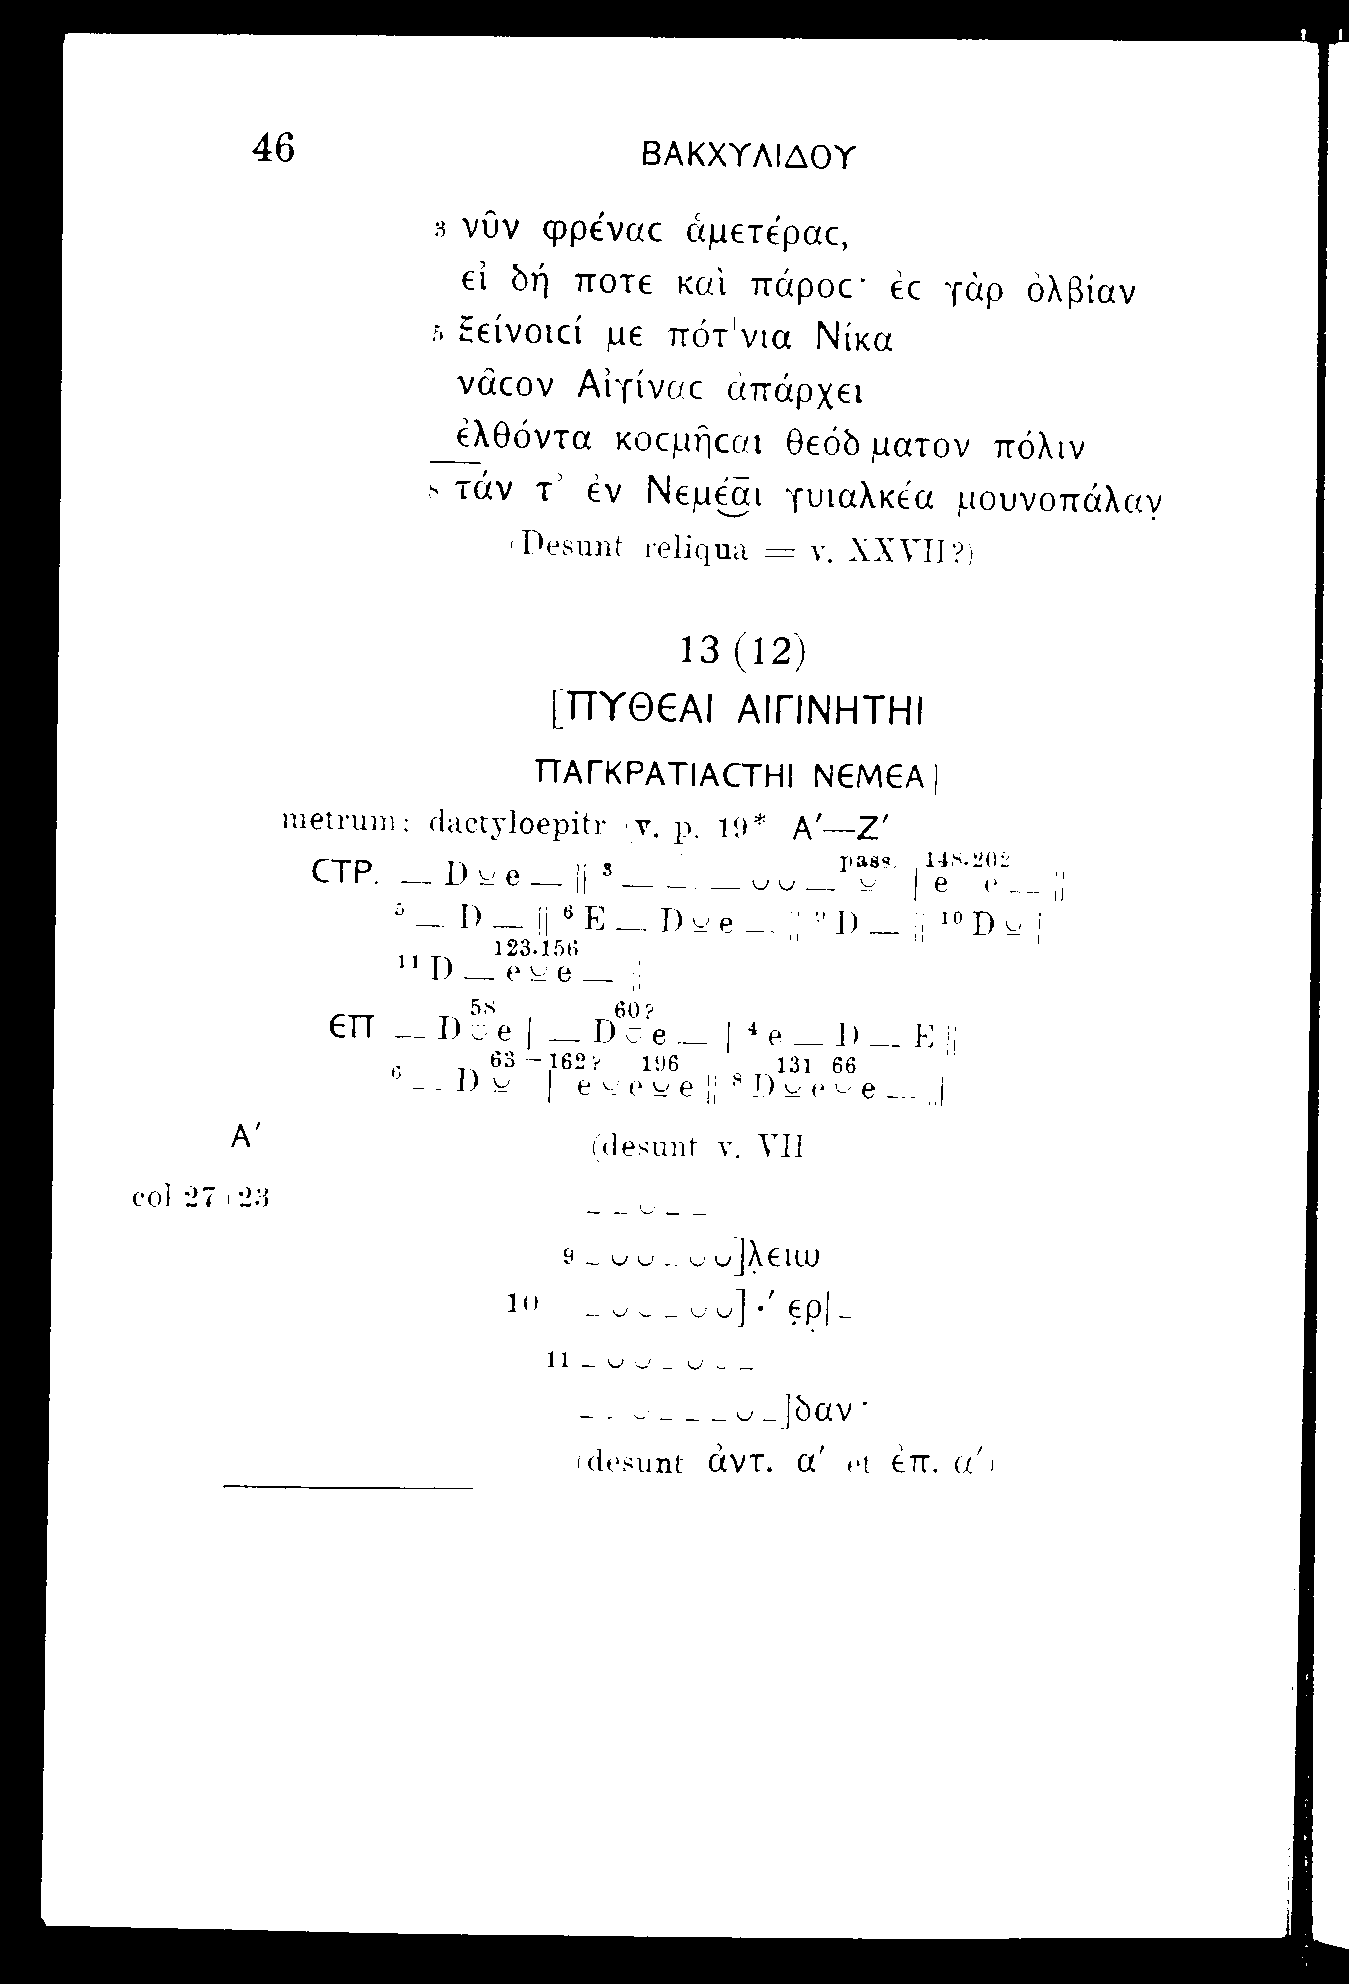 46 ΒΑΚΧΥΛΙΔΟΥ
3 νῦν φρένας ἁμετέρας,
εἰ δή ποτε καὶ πάρος· ἐς γὰρ ὀλβίαν
5 ξείνοισί με πότ'νια Νίκα
νᾶσον Αἰγίνας ἀπάρχει
ἐλθόντα κοσμῆσαι θεόδματον πόλιν
8 τάν τ' ἐν Νεμέαι γυιαλκέα μουνοπάλαν
(Desunt reliqua = v. XXVII?)
13 (12)
[ΠΥΘΕΑΙ ΑΙΓΙΝΗΤΗΙ
ΠΑΓΚΡΑΤΙΑΣΤΗΙ ΝΕΜΕΑ]
metrum: dactyloepitr (v. p. 19* Α′—Ζ′
pass. 148.202
ΣΤΡ. — D ⏓ e — || ³ — — — ∪∪ — ⏓ | e e — ||
⁵ — D — || ⁶ E — D ⏓ e — || ⁹ D — || ¹⁰ D ⏓ |
123.156
¹¹ D — e ⏓ e — ||
58 60?
ΕΠ — D ⏓ e | — D ⏓ e — | ⁴ e — D — E ||
63 – 162? 196 131 66
⁶ — D ⏓ | e ⏓ e ⏓ e || ⁸ D ⏓ e ⏓ e — ||
Α′ (desunt v. VII
col 27 (23
– – ∪ – –
9 – ∪ ∪ – ∪ ∪]λειω
10 – ∪ ∪ – ∪ ∪] ·′ ερ| –
11 – ∪ ∪ – ∪ ∪ –
– – ∪ – – – ∪ –]δαν·
(desunt ἀντ. α′ et ἐπ. α′)